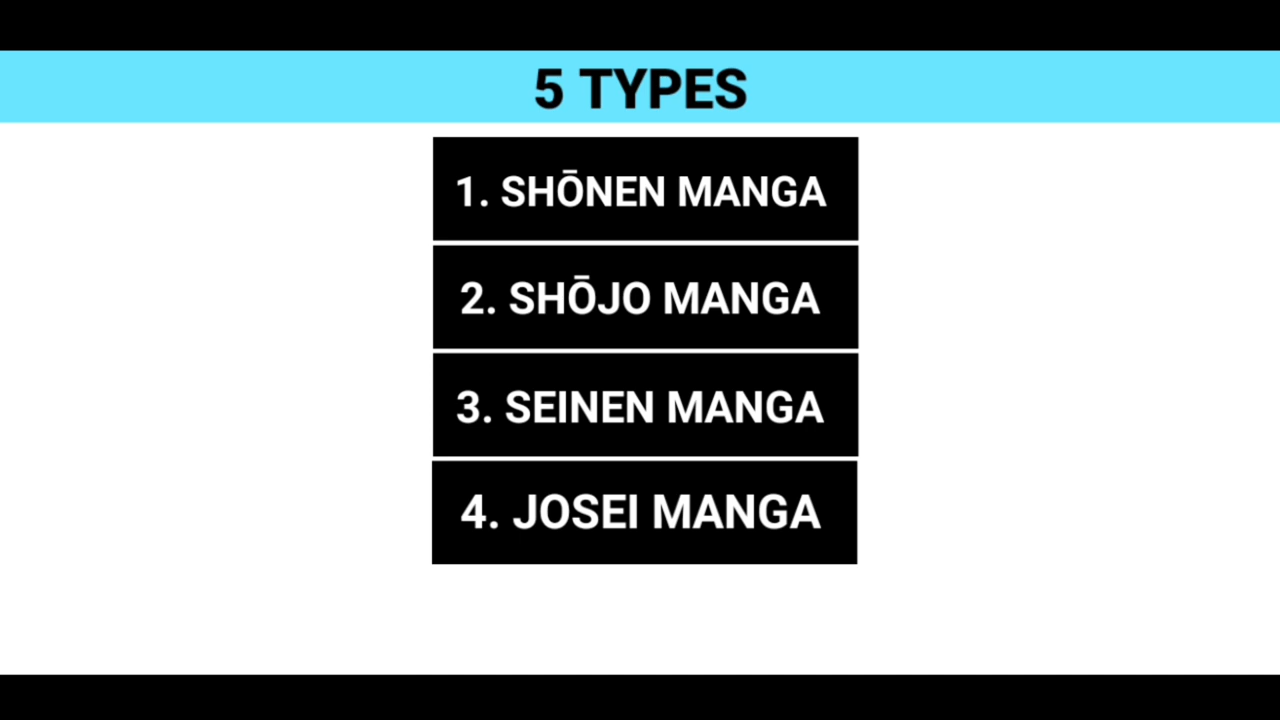 5 TYPES
1. SHŌNEN MANGA
2. SHŌJO MANGA
3. SEINEN MANGA
4. JOSEI MANGA